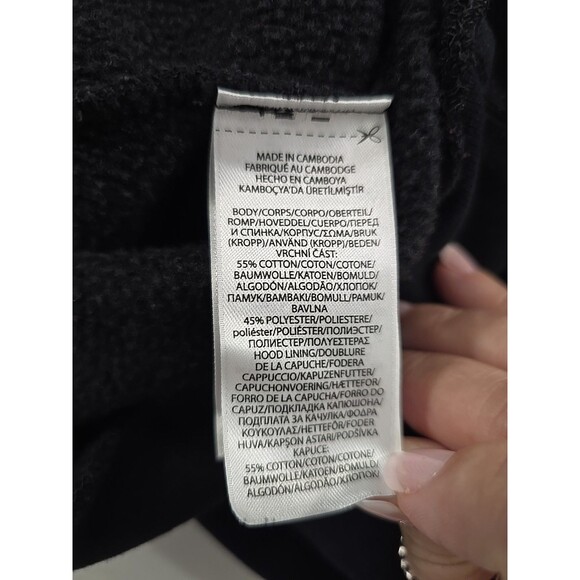 MADE IN CAMBODIA
FABRIQUÉ AU CAMBODGE
HECHO EN CAMBOYA
KAMBOÇYA'DA ÜRETİLMİŞTİR
BODY/CORPS/CORPO/OBERTEIL/
ROMP/HOVEDDEL/CUERPO/ПЕРЕД
И СПИНКА/КОРПУС/ΣΩΜΑ/BRUK
(KROPP)/ANVÄND (KROPP)/BEDEN/
VRCHNÍ ČÁST:
55% COTTON/COTON/COTONE/
BAUMWOLLE/KATOEN/BOMULD/
ALGODÓN/ALGODÃO/ХЛОПОК/
ПАМУК/ΒΑΜΒΑΚΙ/BOMULL/PAMUK/
BAVLNA
45% POLYESTER/POLIESTERE/
poliéster/POLIÉSTER/ПОЛИЭСТЕР/
ПОЛИЕСТЕР/ΠΟΛΥΕΣΤΕΡΑΣ
HOOD LINING/DOUBLURE
DE LA CAPUCHE/FODERA
CAPPUCCIO/KAPUZENFUTTER/
CAPUCHONVOERING/HÆTTEFOR/
FORRO DE LA CAPUCHA/FORRO DO
CAPUZ/ПОДКЛАДКА КАПЮШОНА/
ПОДПЛАТА ЗА КАЧУЛКА/ΦΟΔΡΑ
ΚΟΥΚΟΥΛΑΣ/HETTEFÔR/FODER
HUVA/KAPŞON ASTARI/PODŠÍVKA
KAPUCE:
55% COTTON/COTON/COTONE/
BAUMWOLLE/KATOEN/BOMULD/
ALGODÓN/ALGODÃO/ХЛОПОК/